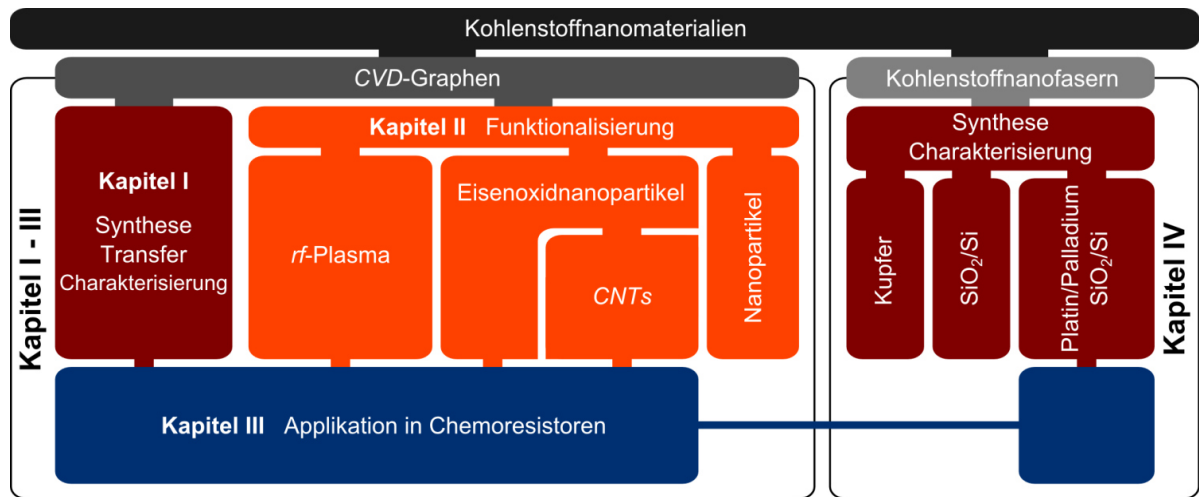 Kohlenstoffnanomaterialien
CVD-Graphen
Kohlenstoffnanofasern
Kapitel I - III
Kapitel I
Synthese
Transfer
Charakterisierung
Kapitel II Funktionalisierung
rf-Plasma
Eisenoxidnanopartikel
CNTs
Nanopartikel
Kapitel III Applikation in Chemoresistoren
Synthese
Charakterisierung
Kupfer
SiO₂/Si
Platin/Palladium
SiO₂/Si
Kapitel IV